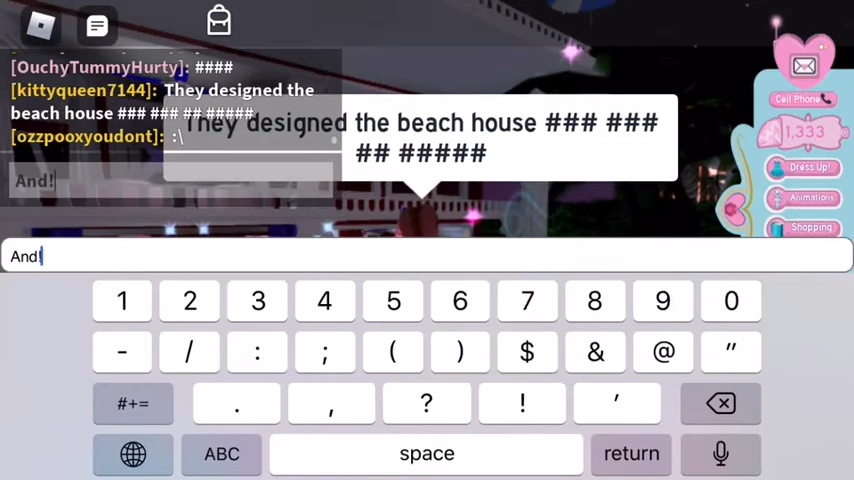 [OuchyTummyHurty]: ####
[kittyqueen7144]: They designed the
beach house ### ### ## #####
[ozzpooxyoudont]: :\
And!
They designed the beach house ### ###
## #####
Cell Phone
1,333
Dress Up!
Animations
Shopping
And!
1 2 3 4 5 6 7 8 9 0
- / : ; ( ) $ & @ "
#+= . , ? ! '
ABC space return